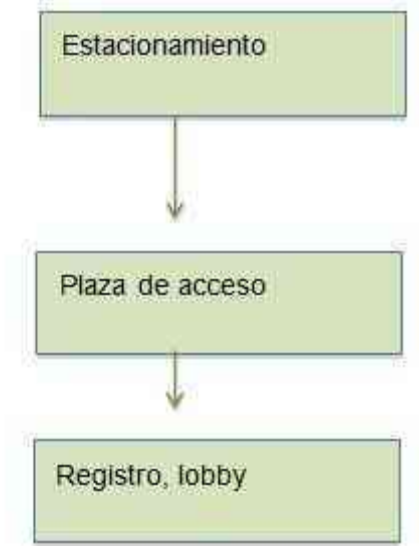 Estacionamiento
Plaza de acceso
Registro, lobby